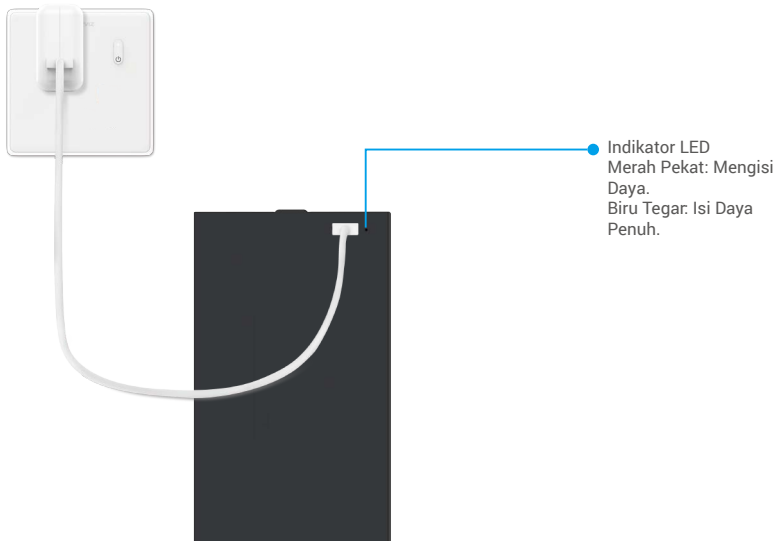 Indikator LED
Merah Pekat: Mengisi
Daya.
Biru Tegar: Isi Daya
Penuh.